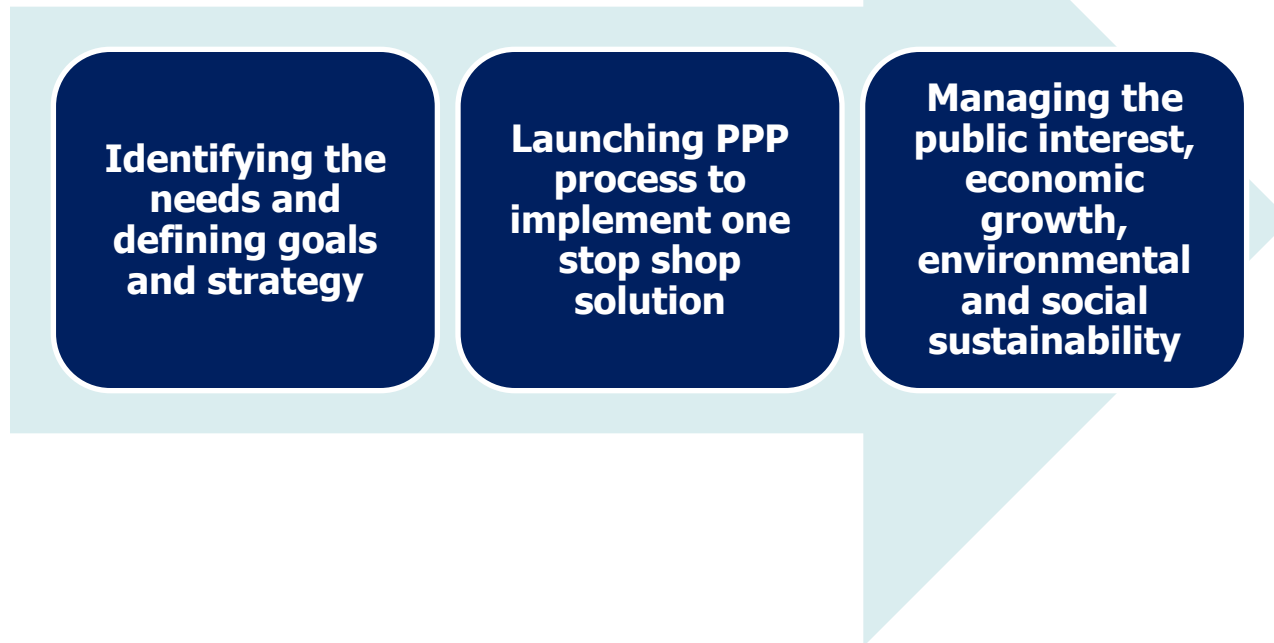 Identifying the
needs and
defining goals
and strategy
Launching PPP
process to
implement one
stop shop
solution
Managing the
public interest,
economic
growth,
environmental
and social
sustainability